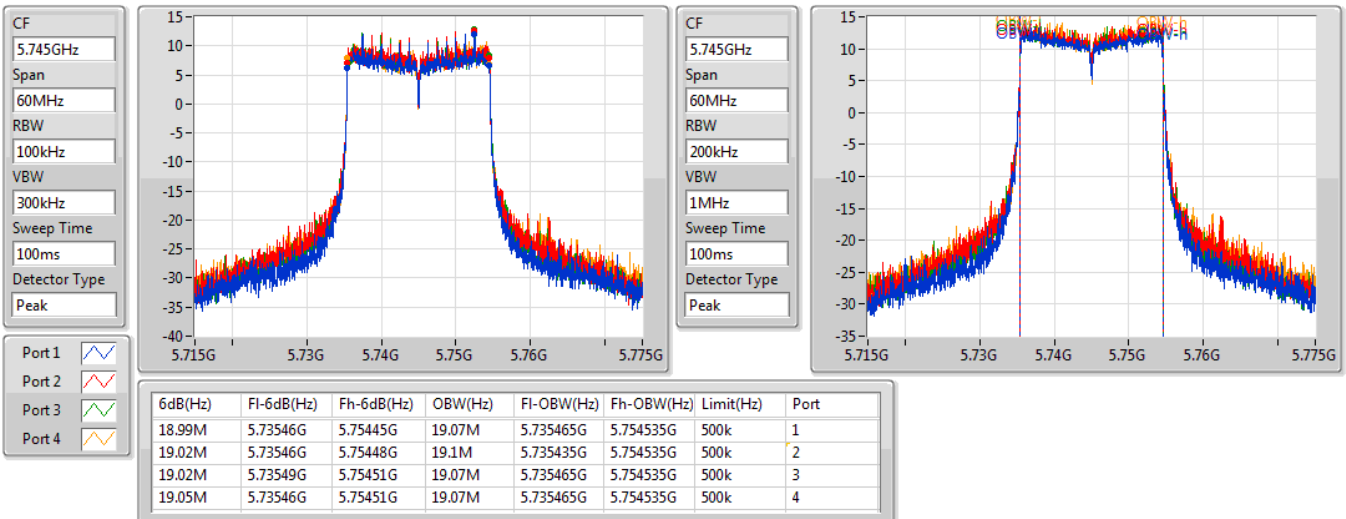 CF
5.745GHz
Span
60MHz
RBW
100kHz
VBW
300kHz
Sweep Time
100ms
Detector Type
Peak
15
10
5
0
-5
-10
-15
-20
-25
-30
-35
-40
5.715G 5.73G 5.74G 5.75G 5.76G 5.775G
CF
5.745GHz
Span
60MHz
RBW
200kHz
VBW
1MHz
Sweep Time
100ms
Detector Type
Peak
15
10
5
0
-5
-10
-15
-20
-25
-30
-35
5.715G 5.73G 5.74G 5.75G 5.76G 5.775G
Port 1
Port 2
Port 3
Port 4
6dB(Hz) Fl-6dB(Hz) Fh-6dB(Hz) OBW(Hz) Fl-OBW(Hz) Fh-OBW(Hz) Limit(Hz) Port
18.99M 5.73546G 5.75445G 19.07M 5.735465G 5.754535G 500k 1
19.02M 5.73546G 5.75448G 19.1M 5.735435G 5.754535G 500k 2
19.02M 5.73549G 5.75451G 19.07M 5.735465G 5.754535G 500k 3
19.05M 5.73546G 5.75451G 19.07M 5.735465G 5.754535G 500k 4